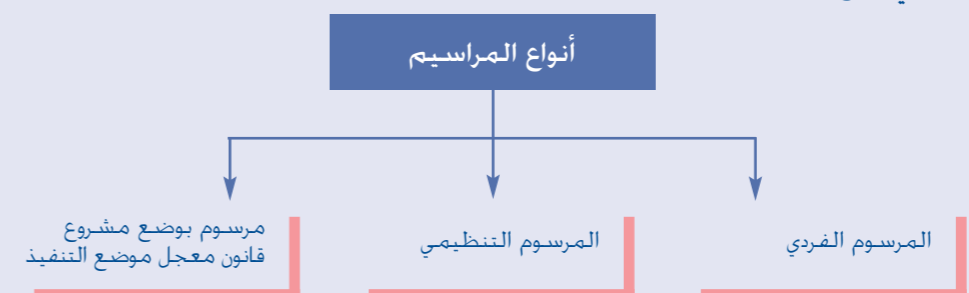 أنواع المراسيم
المرسوم الفردي
المرسوم التنظيمي
مرسوم بوضع مشروع
قانون معجل موضع التنفيذ